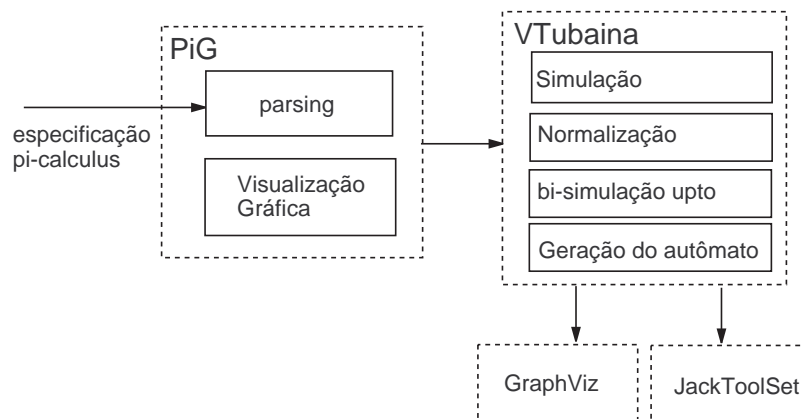 PiG
parsing
especificação
pi-calculus
Visualização
Gráfica
VTubaina
Simulação
Normalização
bi-simulação upto
Geração do autômato
GraphViz
JackToolSet